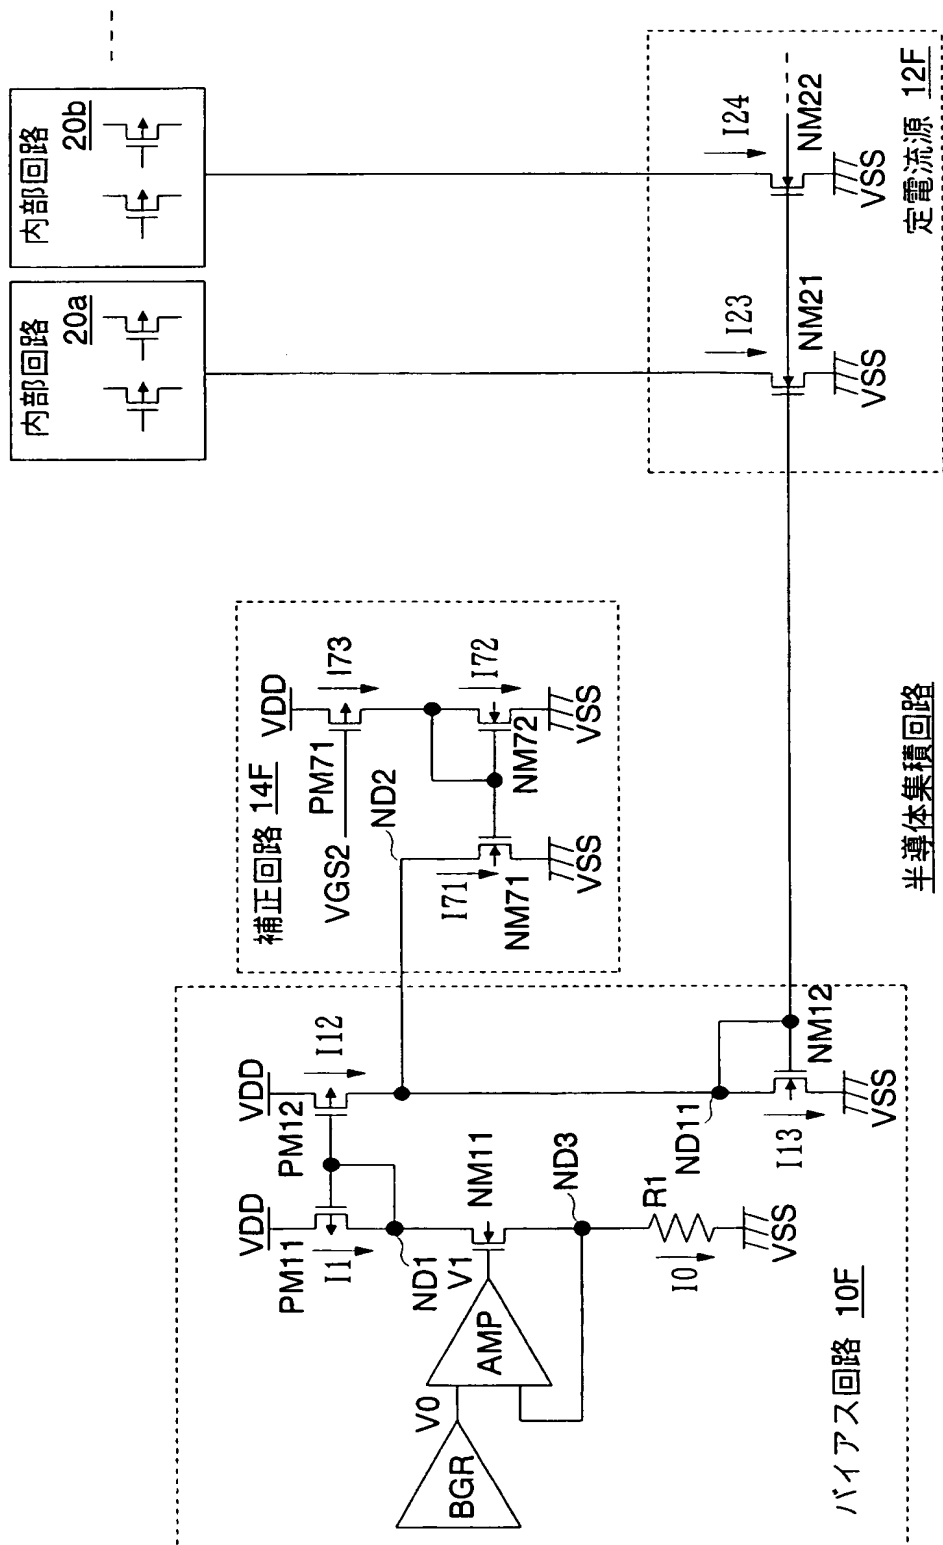 バイアス回路 10F
BGR
V0
AMP
V1
VDD
PM11
I1
ND1
NM11
ND3
R1
I0
VSS
VDD
PM12
I12
ND11
I13
NM12
VSS
補正回路 14F
VDD
PM71
I73
VGS2
ND2
I71
NM71
VSS
I72
NM72
VSS
内部回路
20a
内部回路
20b
I23
NM21
VSS
I24
NM22
VSS
定電流源 12F
半導体集積回路